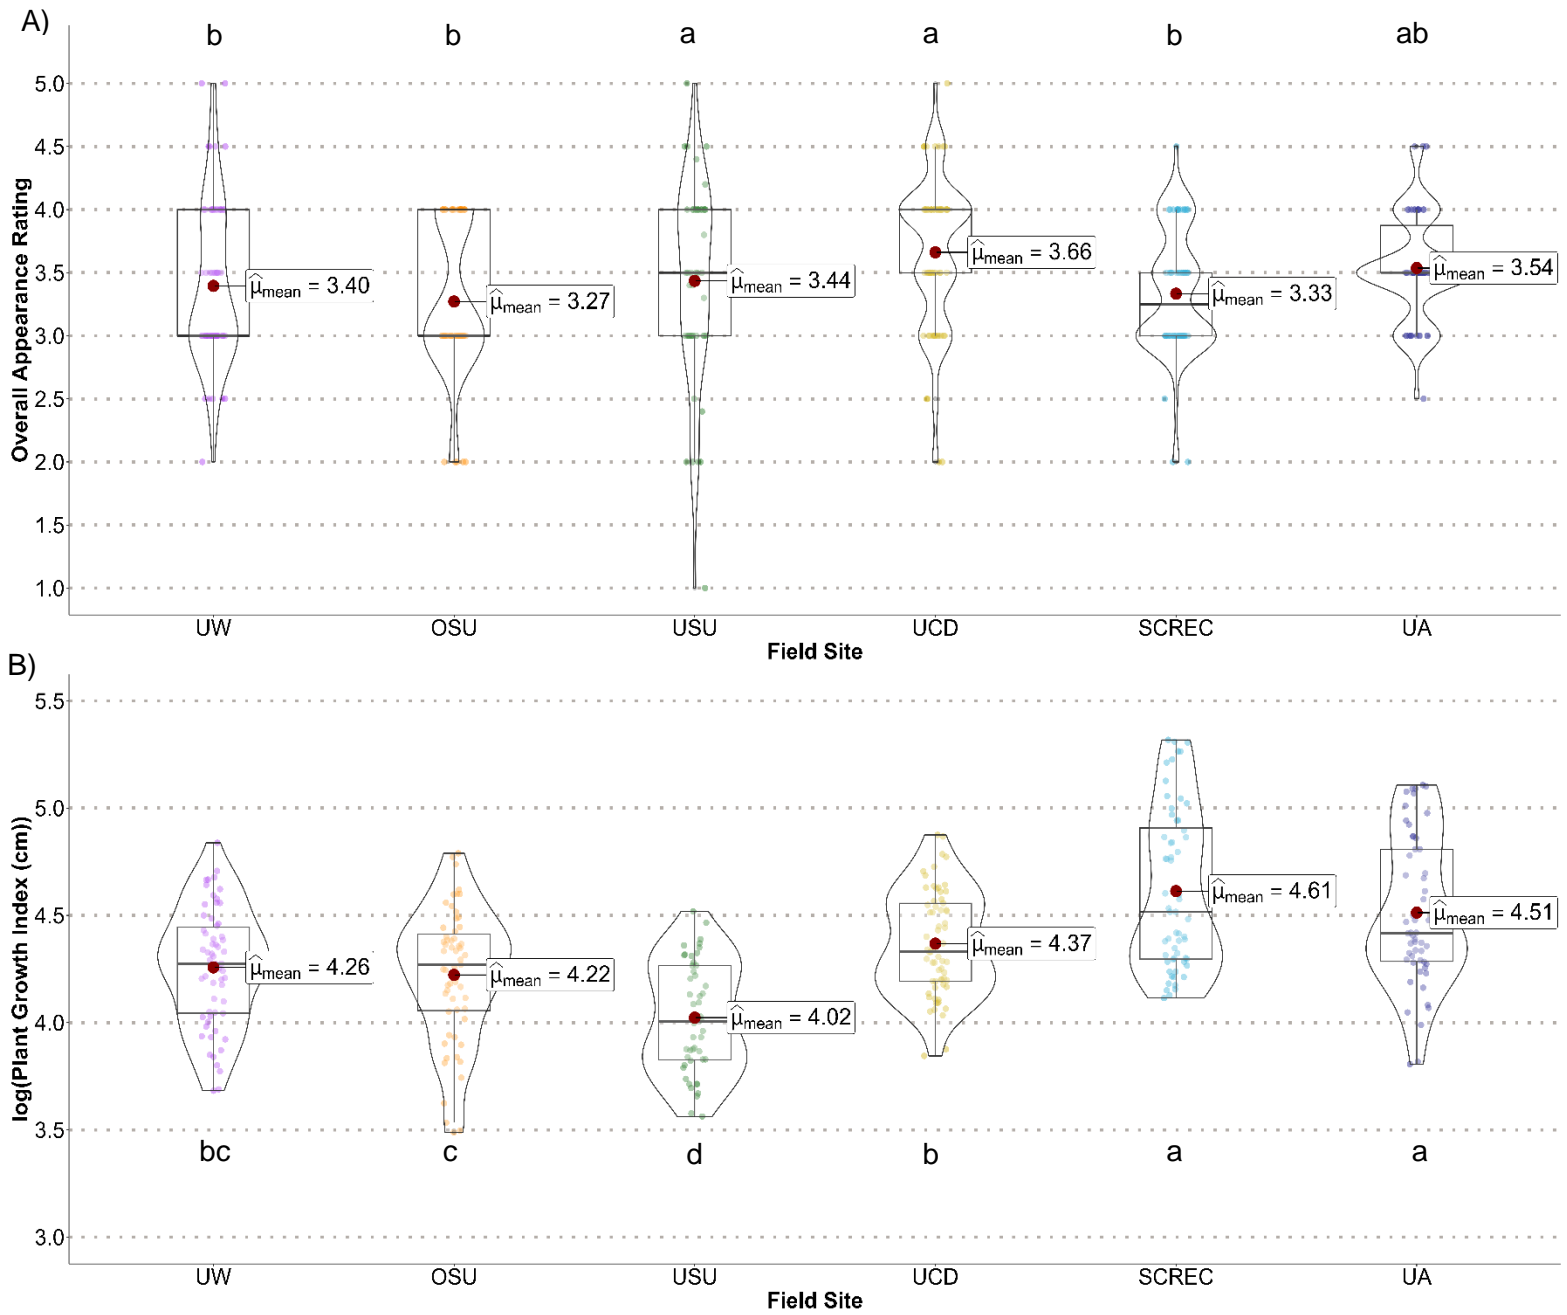 A)
b b a a b ab
Overall Appearance Rating
5.0
4.5
4.0
3.5
3.0
2.5
2.0
1.5
1.0
μ̂mean = 3.40
μ̂mean = 3.27
μ̂mean = 3.44
μ̂mean = 3.66
μ̂mean = 3.33
μ̂mean = 3.54
UW OSU USU UCD SCREC UA
Field Site
B)
log(Plant Growth Index (cm))
5.5
5.0
4.5
4.0
3.5
3.0
μ̂mean = 4.26
μ̂mean = 4.22
μ̂mean = 4.02
μ̂mean = 4.37
μ̂mean = 4.61
μ̂mean = 4.51
bc c d b a a
UW OSU USU UCD SCREC UA
Field Site